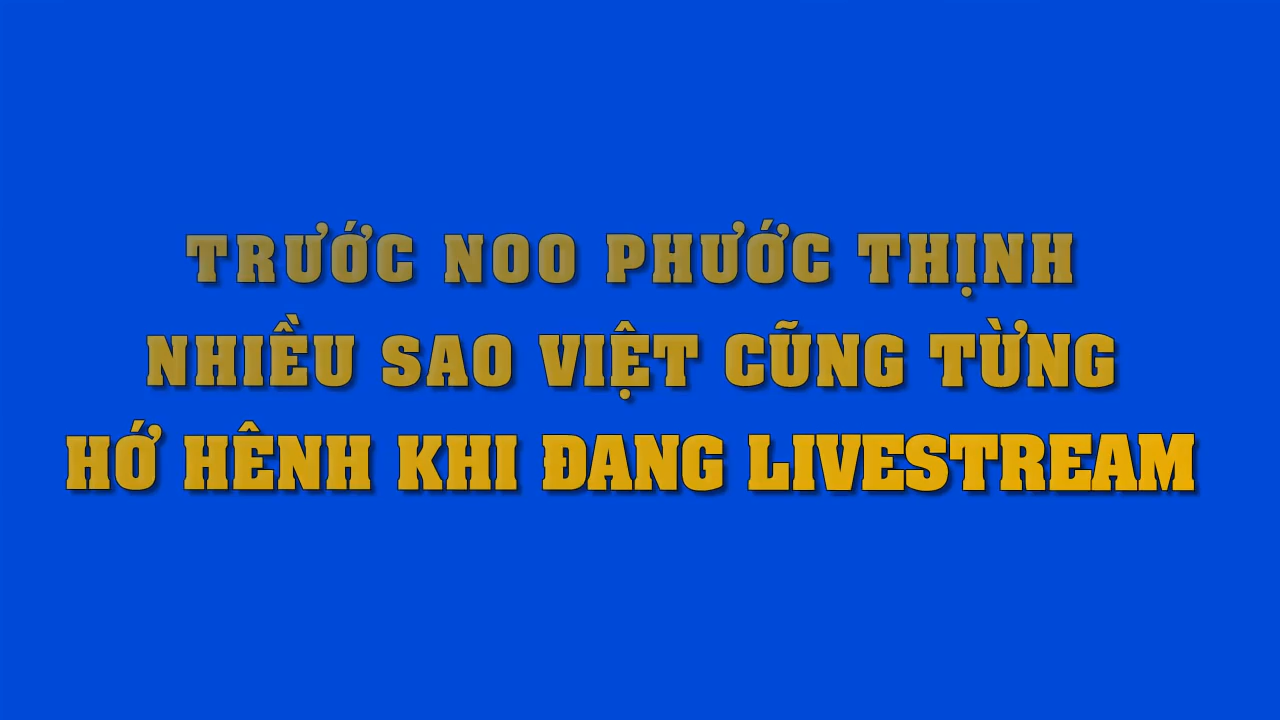 TRƯỚC NOO PHƯỚC THỊNH
NHIỀU SAO VIỆT CŨNG TỪNG
HỚ HÊNH KHI ĐANG LIVESTREAM